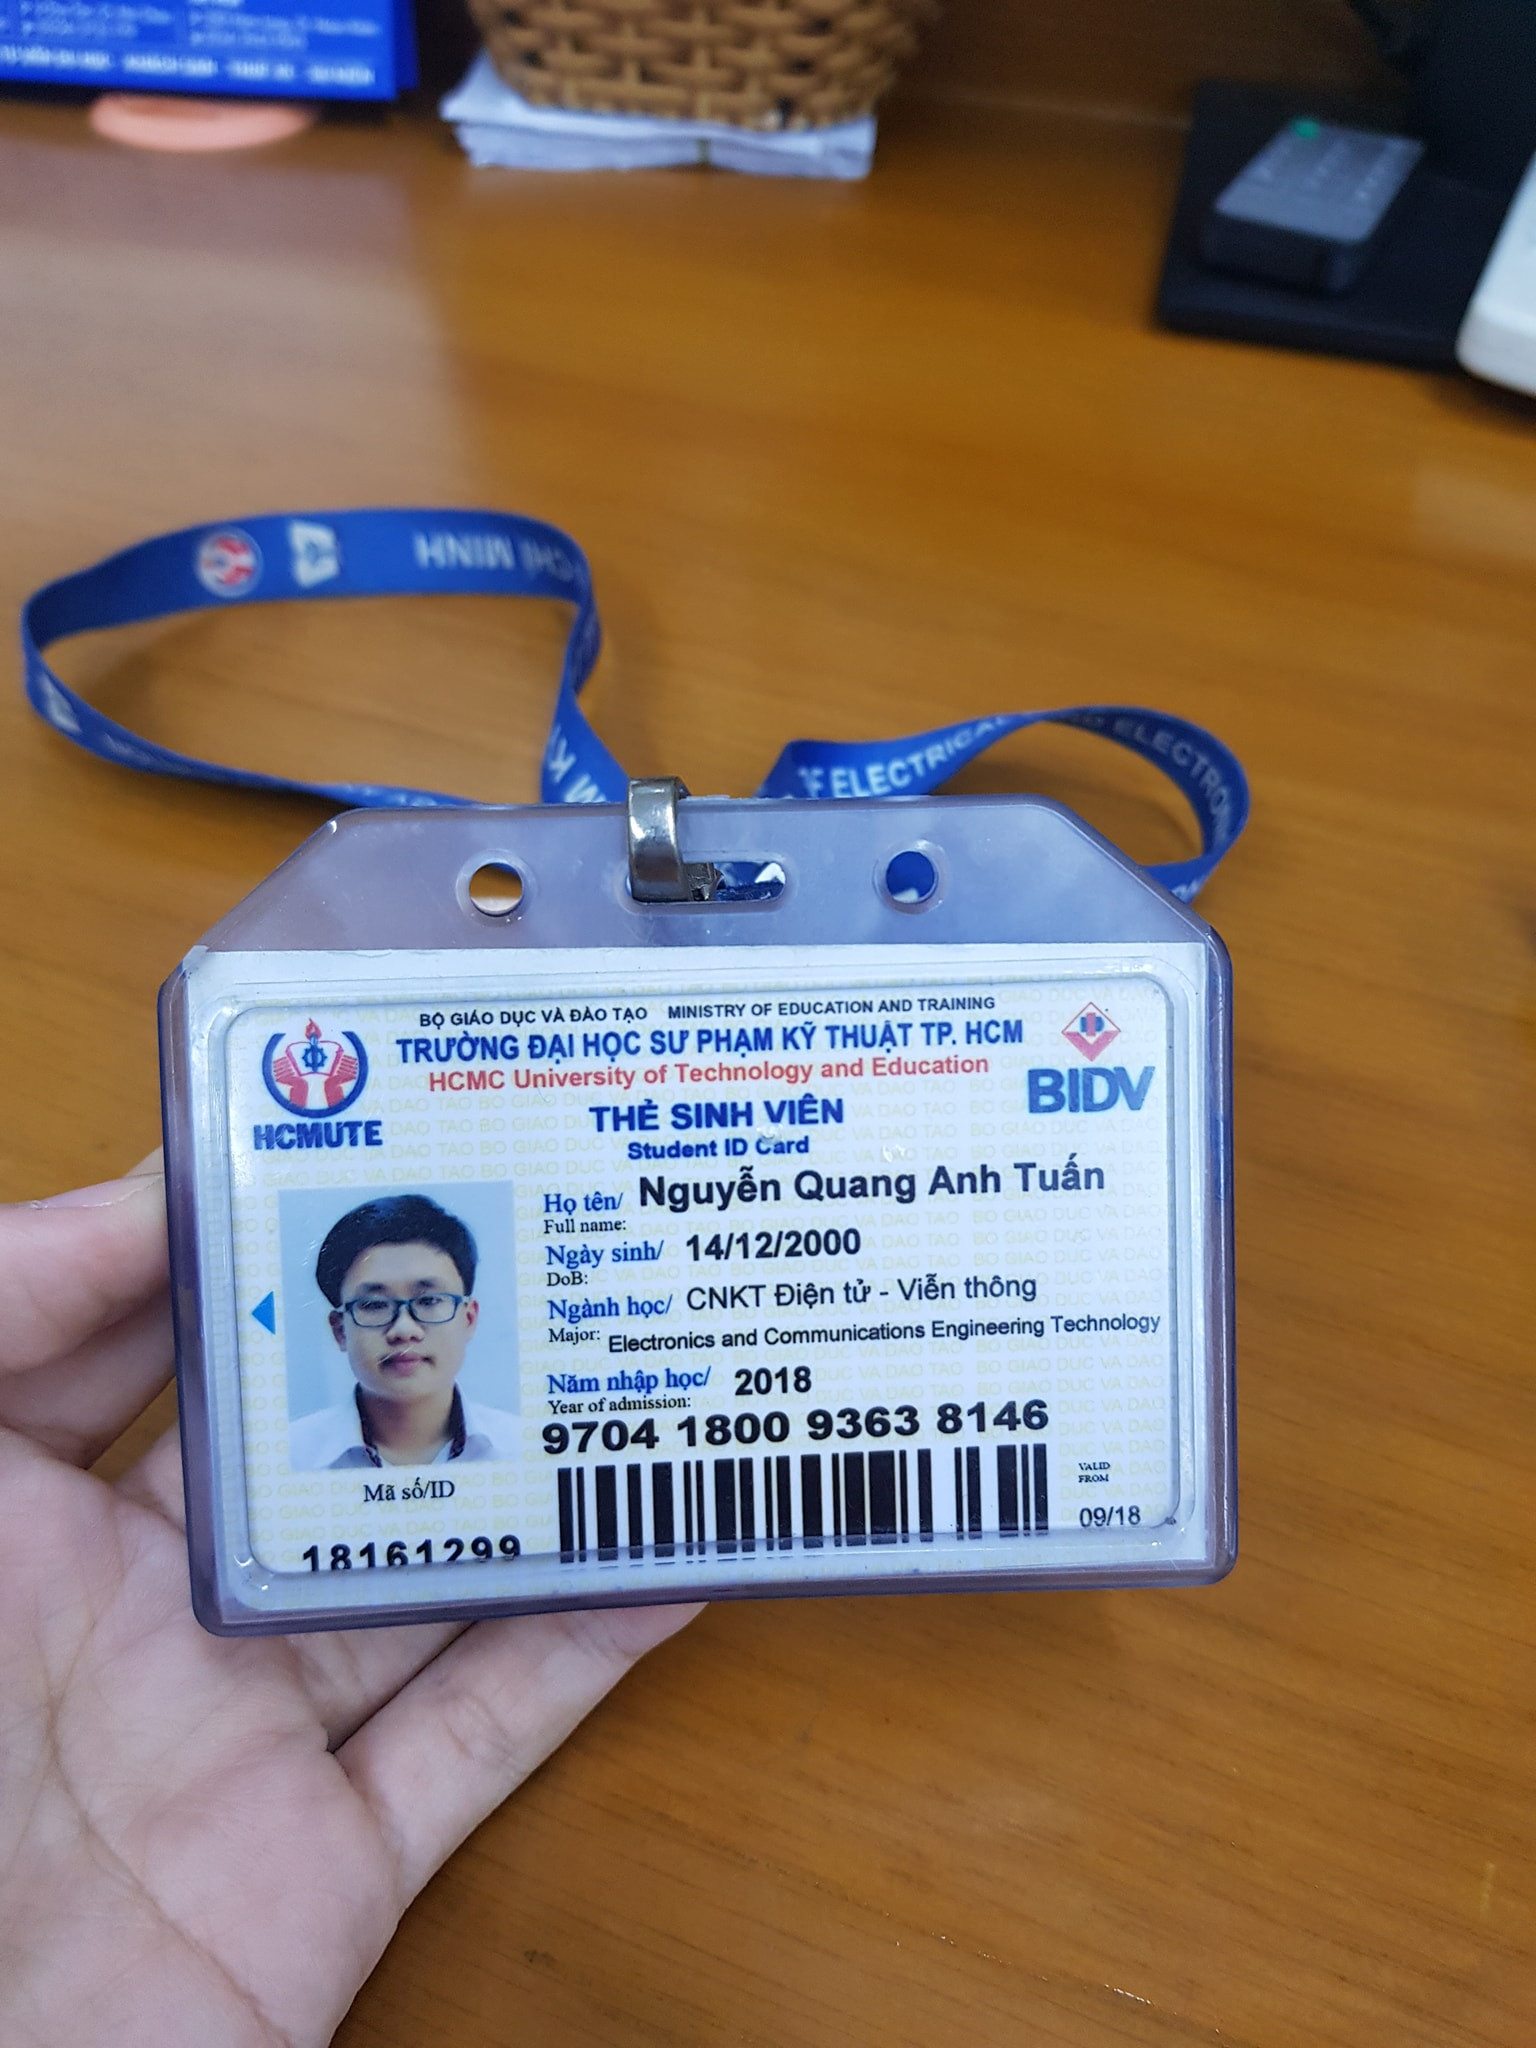 CHÍ MINH
OF ELECTRICAL
ELECTRON
BỘ GIÁO DỤC VÀ ĐÀO TẠO MINISTRY OF EDUCATION AND TRAINING
TRƯỜNG ĐẠI HỌC SƯ PHẠM KỸ THUẬT TP. HCM
HCMC University of Technology and Education
HCMUTE
BIDV
THẺ SINH VIÊN
Student ID Card
Họ tên/ Nguyễn Quang Anh Tuấn
Full name:
Ngày sinh/ 14/12/2000
DoB:
Ngành học/ CNKT Điện tử - Viễn thông
Major: Electronics and Communications Engineering Technology
Năm nhập học/ 2018
Year of admission:
9704 1800 9363 8146
Mã số/ID
18161299
VALID
FROM
09/18